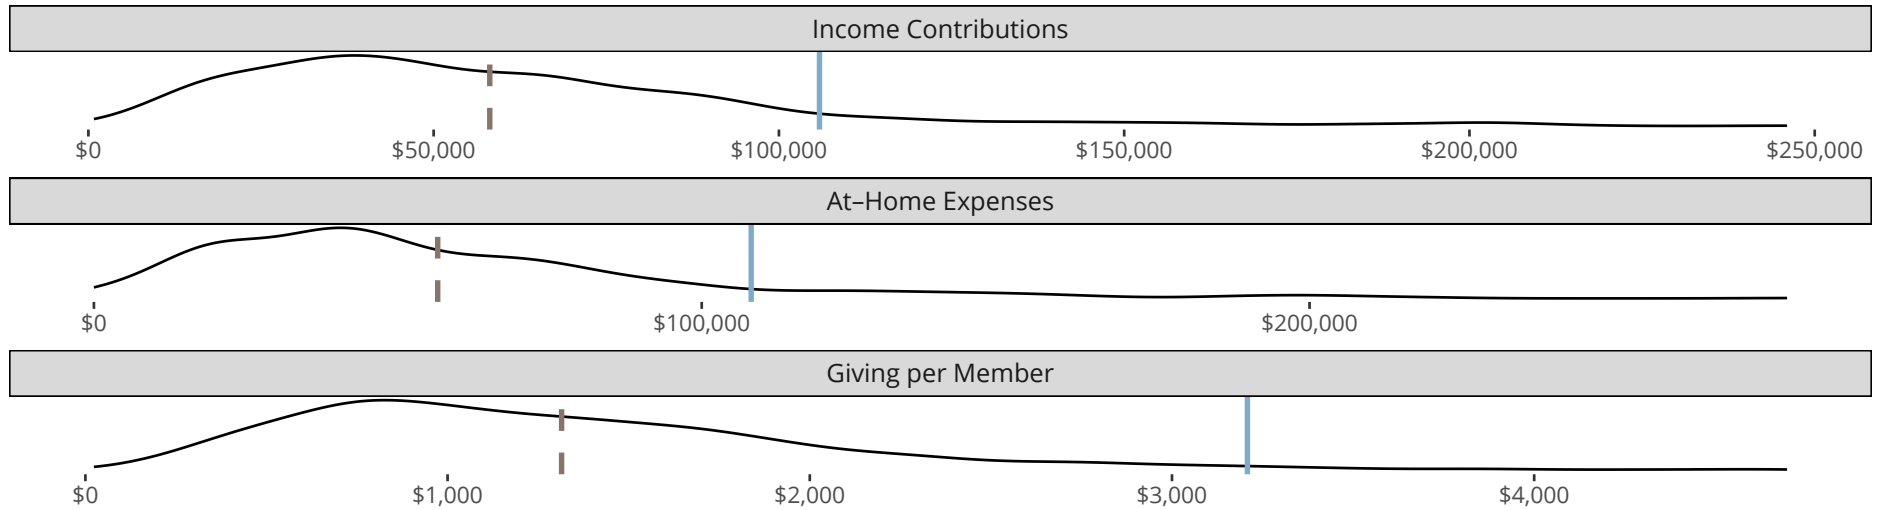 Income Contributions
$0 $50,000 $100,000 $150,000 $200,000 $250,000
At–Home Expenses
$0 $100,000 $200,000
Giving per Member
$0 $1,000 $2,000 $3,000 $4,000